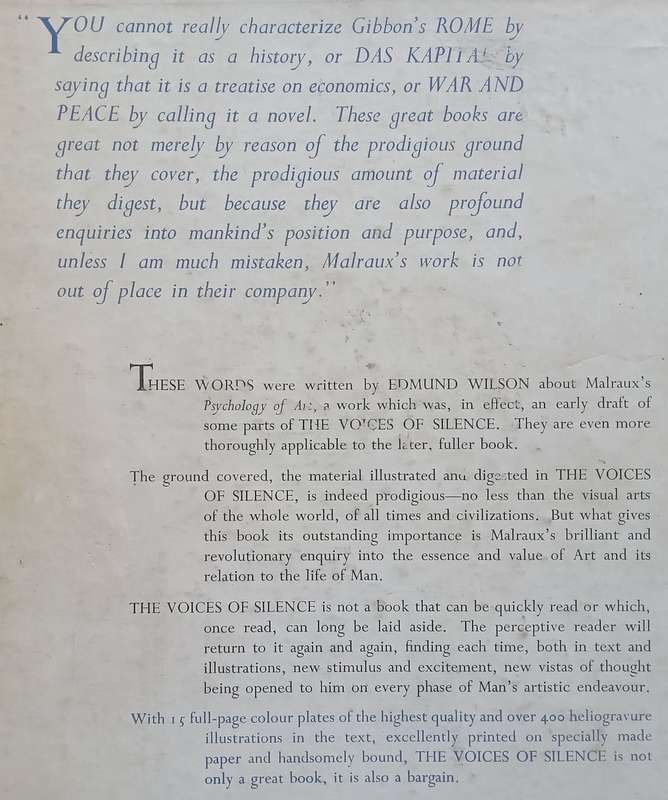 “YOU cannot really characterize Gibbon’s ROME by
describing it as a history, or DAS KAPITAL by
saying that it is a treatise on economics, or WAR AND
PEACE by calling it a novel. These great books are
great not merely by reason of the prodigious ground
that they cover, the prodigious amount of material
they digest, but because they are also profound
enquiries into mankind’s position and purpose, and,
unless I am much mistaken, Malraux’s work is not
out of place in their company.”
THESE WORDS were written by EDMUND WILSON about Malraux’s
Psychology of Art, a work which was, in effect, an early draft of
some parts of THE VOICES OF SILENCE. They are even more
thoroughly applicable to the later, fuller book.
The ground covered, the material illustrated and digested in THE VOICES
OF SILENCE, is indeed prodigious—no less than the visual arts
of the whole world, of all times and civilizations. But what gives
this book its outstanding importance is Malraux’s brilliant and
revolutionary enquiry into the essence and value of Art and its
relation to the life of Man.
THE VOICES OF SILENCE is not a book that can be quickly read or which,
once read, can long be laid aside. The perceptive reader will
return to it again and again, finding each time, both in text and
illustrations, new stimulus and excitement, new vistas of thought
being opened to him on every phase of Man’s artistic endeavour.
With 15 full-page colour plates of the highest quality and over 400 heliogravure
illustrations in the text, excellently printed on specially made
paper and handsomely bound, THE VOICES OF SILENCE is not
only a great book, it is also a bargain.